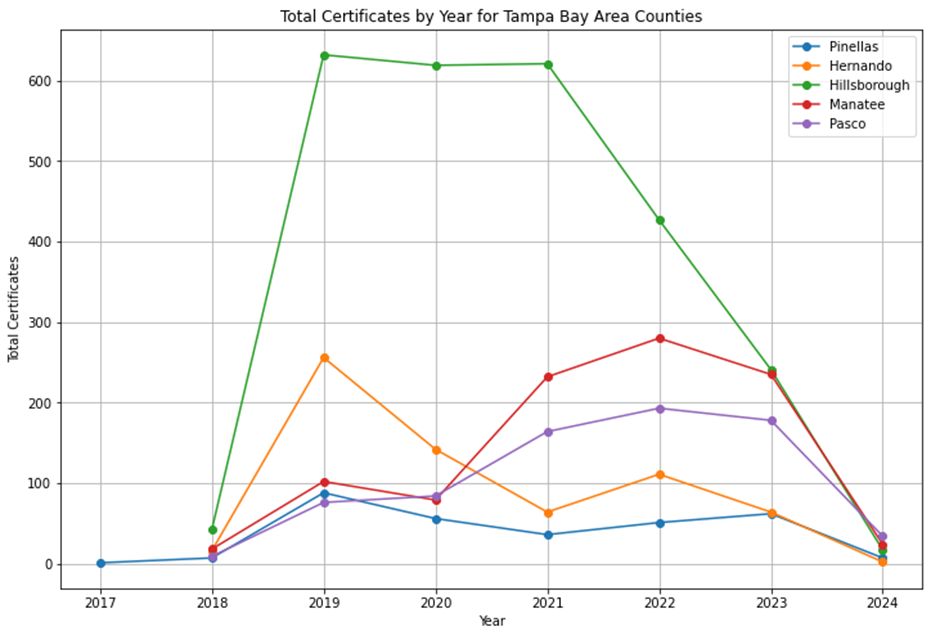 Total Certificates by Year for Tampa Bay Area Counties
Pinellas
Hernando
Hillsborough
Manatee
Pasco
600
500
400
300
200
100
0
Total Certificates
2017 2018 2019 2020 2021 2022 2023 2024
Year